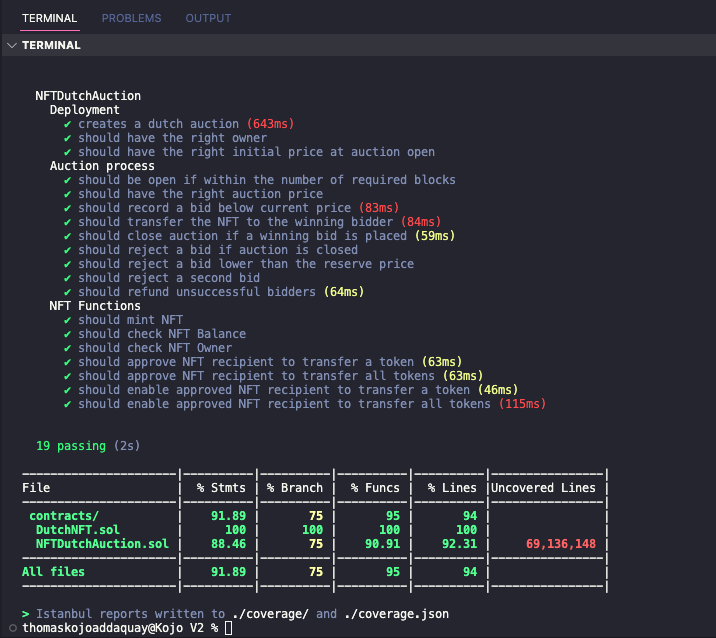 TERMINAL PROBLEMS OUTPUT
TERMINAL
NFTDutchAuction
Deployment
✔ creates a dutch auction (643ms)
✔ should have the right owner
✔ should have the right initial price at auction open
Auction process
✔ should be open if within the number of required blocks
✔ should have the right auction price
✔ should record a bid below current price (83ms)
✔ should transfer the NFT to the winning bidder (84ms)
✔ should close auction if a winning bid is placed (59ms)
✔ should reject a bid if auction is closed
✔ should reject a bid lower than the reserve price
✔ should reject a second bid
✔ should refund unsuccessful bidders (64ms)
NFT Functions
✔ should mint NFT
✔ should check NFT Balance
✔ should check NFT Owner
✔ should approve NFT recipient to transfer a token (63ms)
✔ should approve NFT recipient to transfer all tokens (63ms)
✔ should enable approved NFT recipient to transfer a token (46ms)
✔ should enable approved NFT recipient to transfer all tokens (115ms)
19 passing (2s)
----------------------|----------|----------|----------|----------|----------------|
File | % Stmts | % Branch | % Funcs | % Lines |Uncovered Lines |
----------------------|----------|----------|----------|----------|----------------|
contracts/ | 91.89 | 75 | 95 | 94 | |
DutchNFT.sol | 100 | 100 | 100 | 100 | |
NFTDutchAuction.sol | 88.46 | 75 | 90.91 | 92.31 | 69,136,148 |
----------------------|----------|----------|----------|----------|----------------|
All files | 91.89 | 75 | 95 | 94 | |
----------------------|----------|----------|----------|----------|----------------|
> Istanbul reports written to ./coverage/ and ./coverage.json
thomaskojoaddaquay@Kojo V2 %